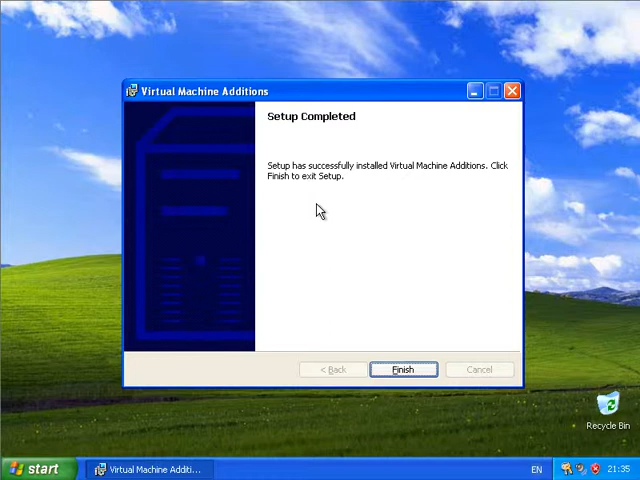 Virtual Machine Additions
Setup Completed
Setup has successfully installed Virtual Machine Additions. Click
Finish to exit Setup.
< Back
Finish
Cancel
Recycle Bin
start
Virtual Machine Additi...
EN
21:35